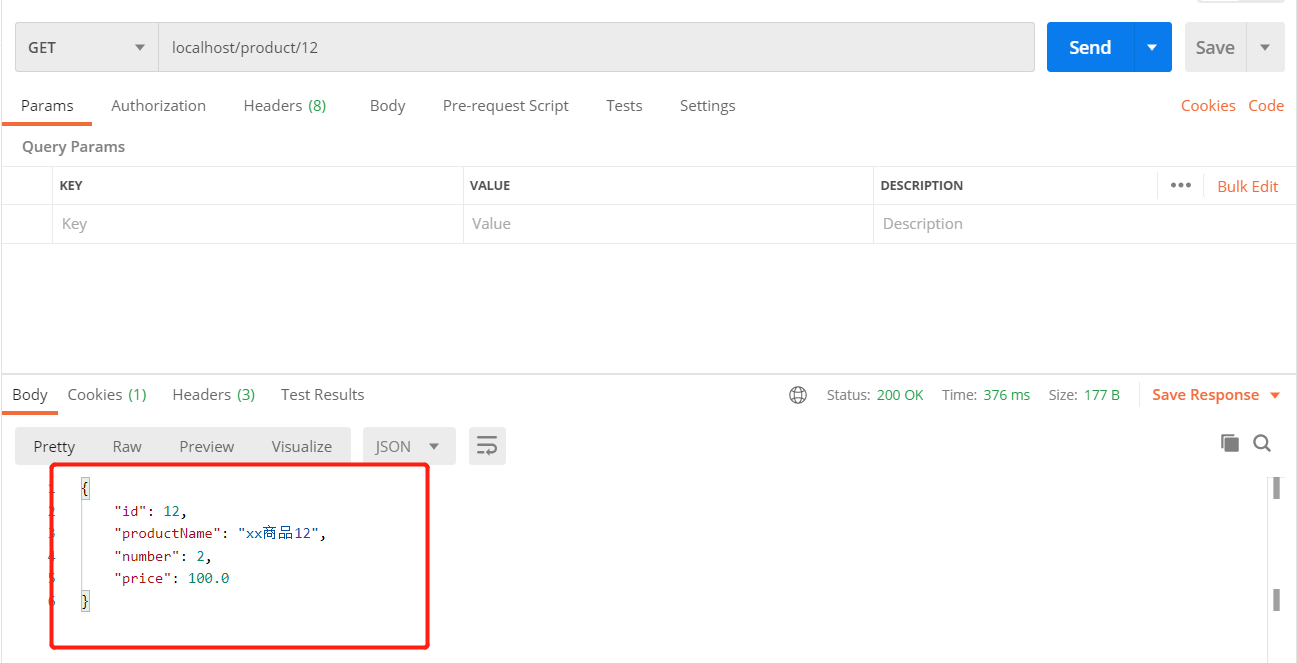 GET localhost/product/12 Send Save
Params Authorization Headers (8) Body Pre-request Script Tests Settings Cookies Code
Query Params
KEY VALUE DESCRIPTION ••• Bulk Edit
Key Value Description
Body Cookies (1) Headers (3) Test Results Status: 200 OK Time: 376 ms Size: 177 B Save Response
Pretty Raw Preview Visualize JSON
1 {
2 "id": 12,
3 "productName": "xx商品12",
4 "number": 2,
5 "price": 100.0
6 }